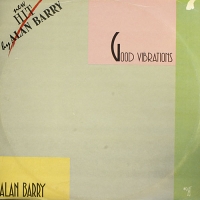 new
HIT
by ALAN BARRY
GOOD VIBRATIONS
ALAN BARRY